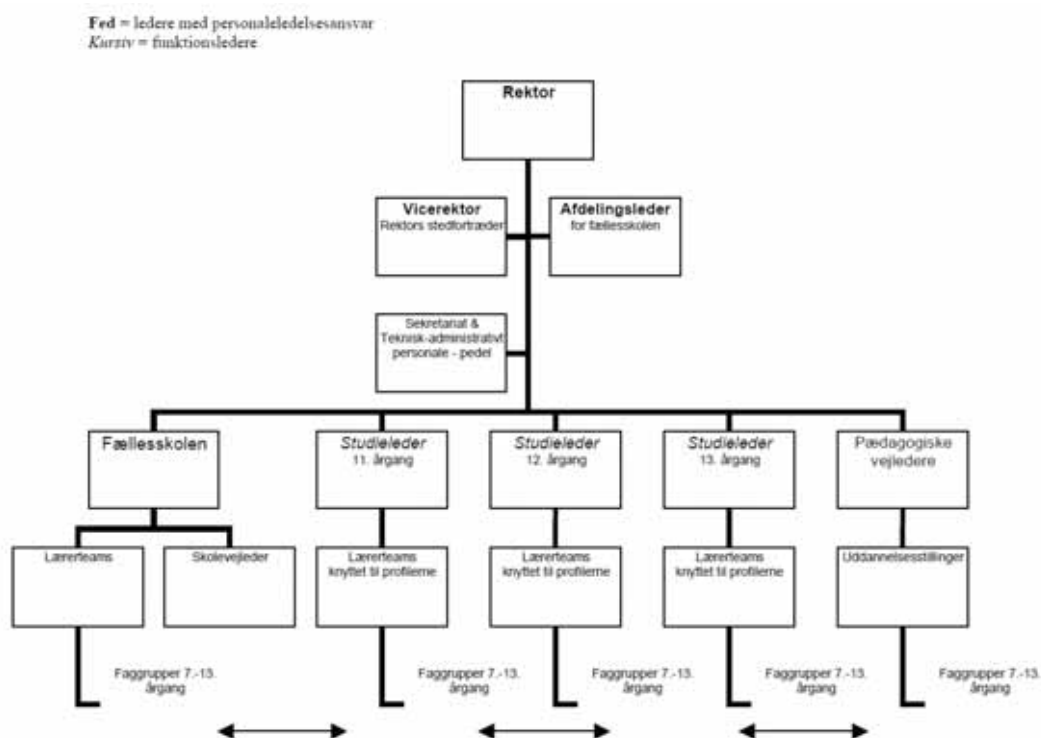 Fed = ledere med personaleledelsesansvar
Kursiv = funktionsledere
Rektor
Vicerektor
Rektors stedfortræder
Afdelingsleder
for fællesskolen
Sekretariat &
Teknisk-administrativt
personale - pedel
Fællesskolen
Studieleder
11. årgang
Studieleder
12. årgang
Studieleder
13. årgang
Pædagogiske
vejledere
Lærerteams
Skolevejleder
Lærerteams
knyttet til profilerne
Lærerteams
knyttet til profilerne
Lærerteams
knyttet til profilerne
Uddannelsesstillinger
Faggrupper 7.-13.
årgang
Faggrupper 7.-13.
årgang
Faggrupper 7.-13.
årgang
Faggrupper 7.-13.
årgang
Faggrupper 7.-13.
årgang